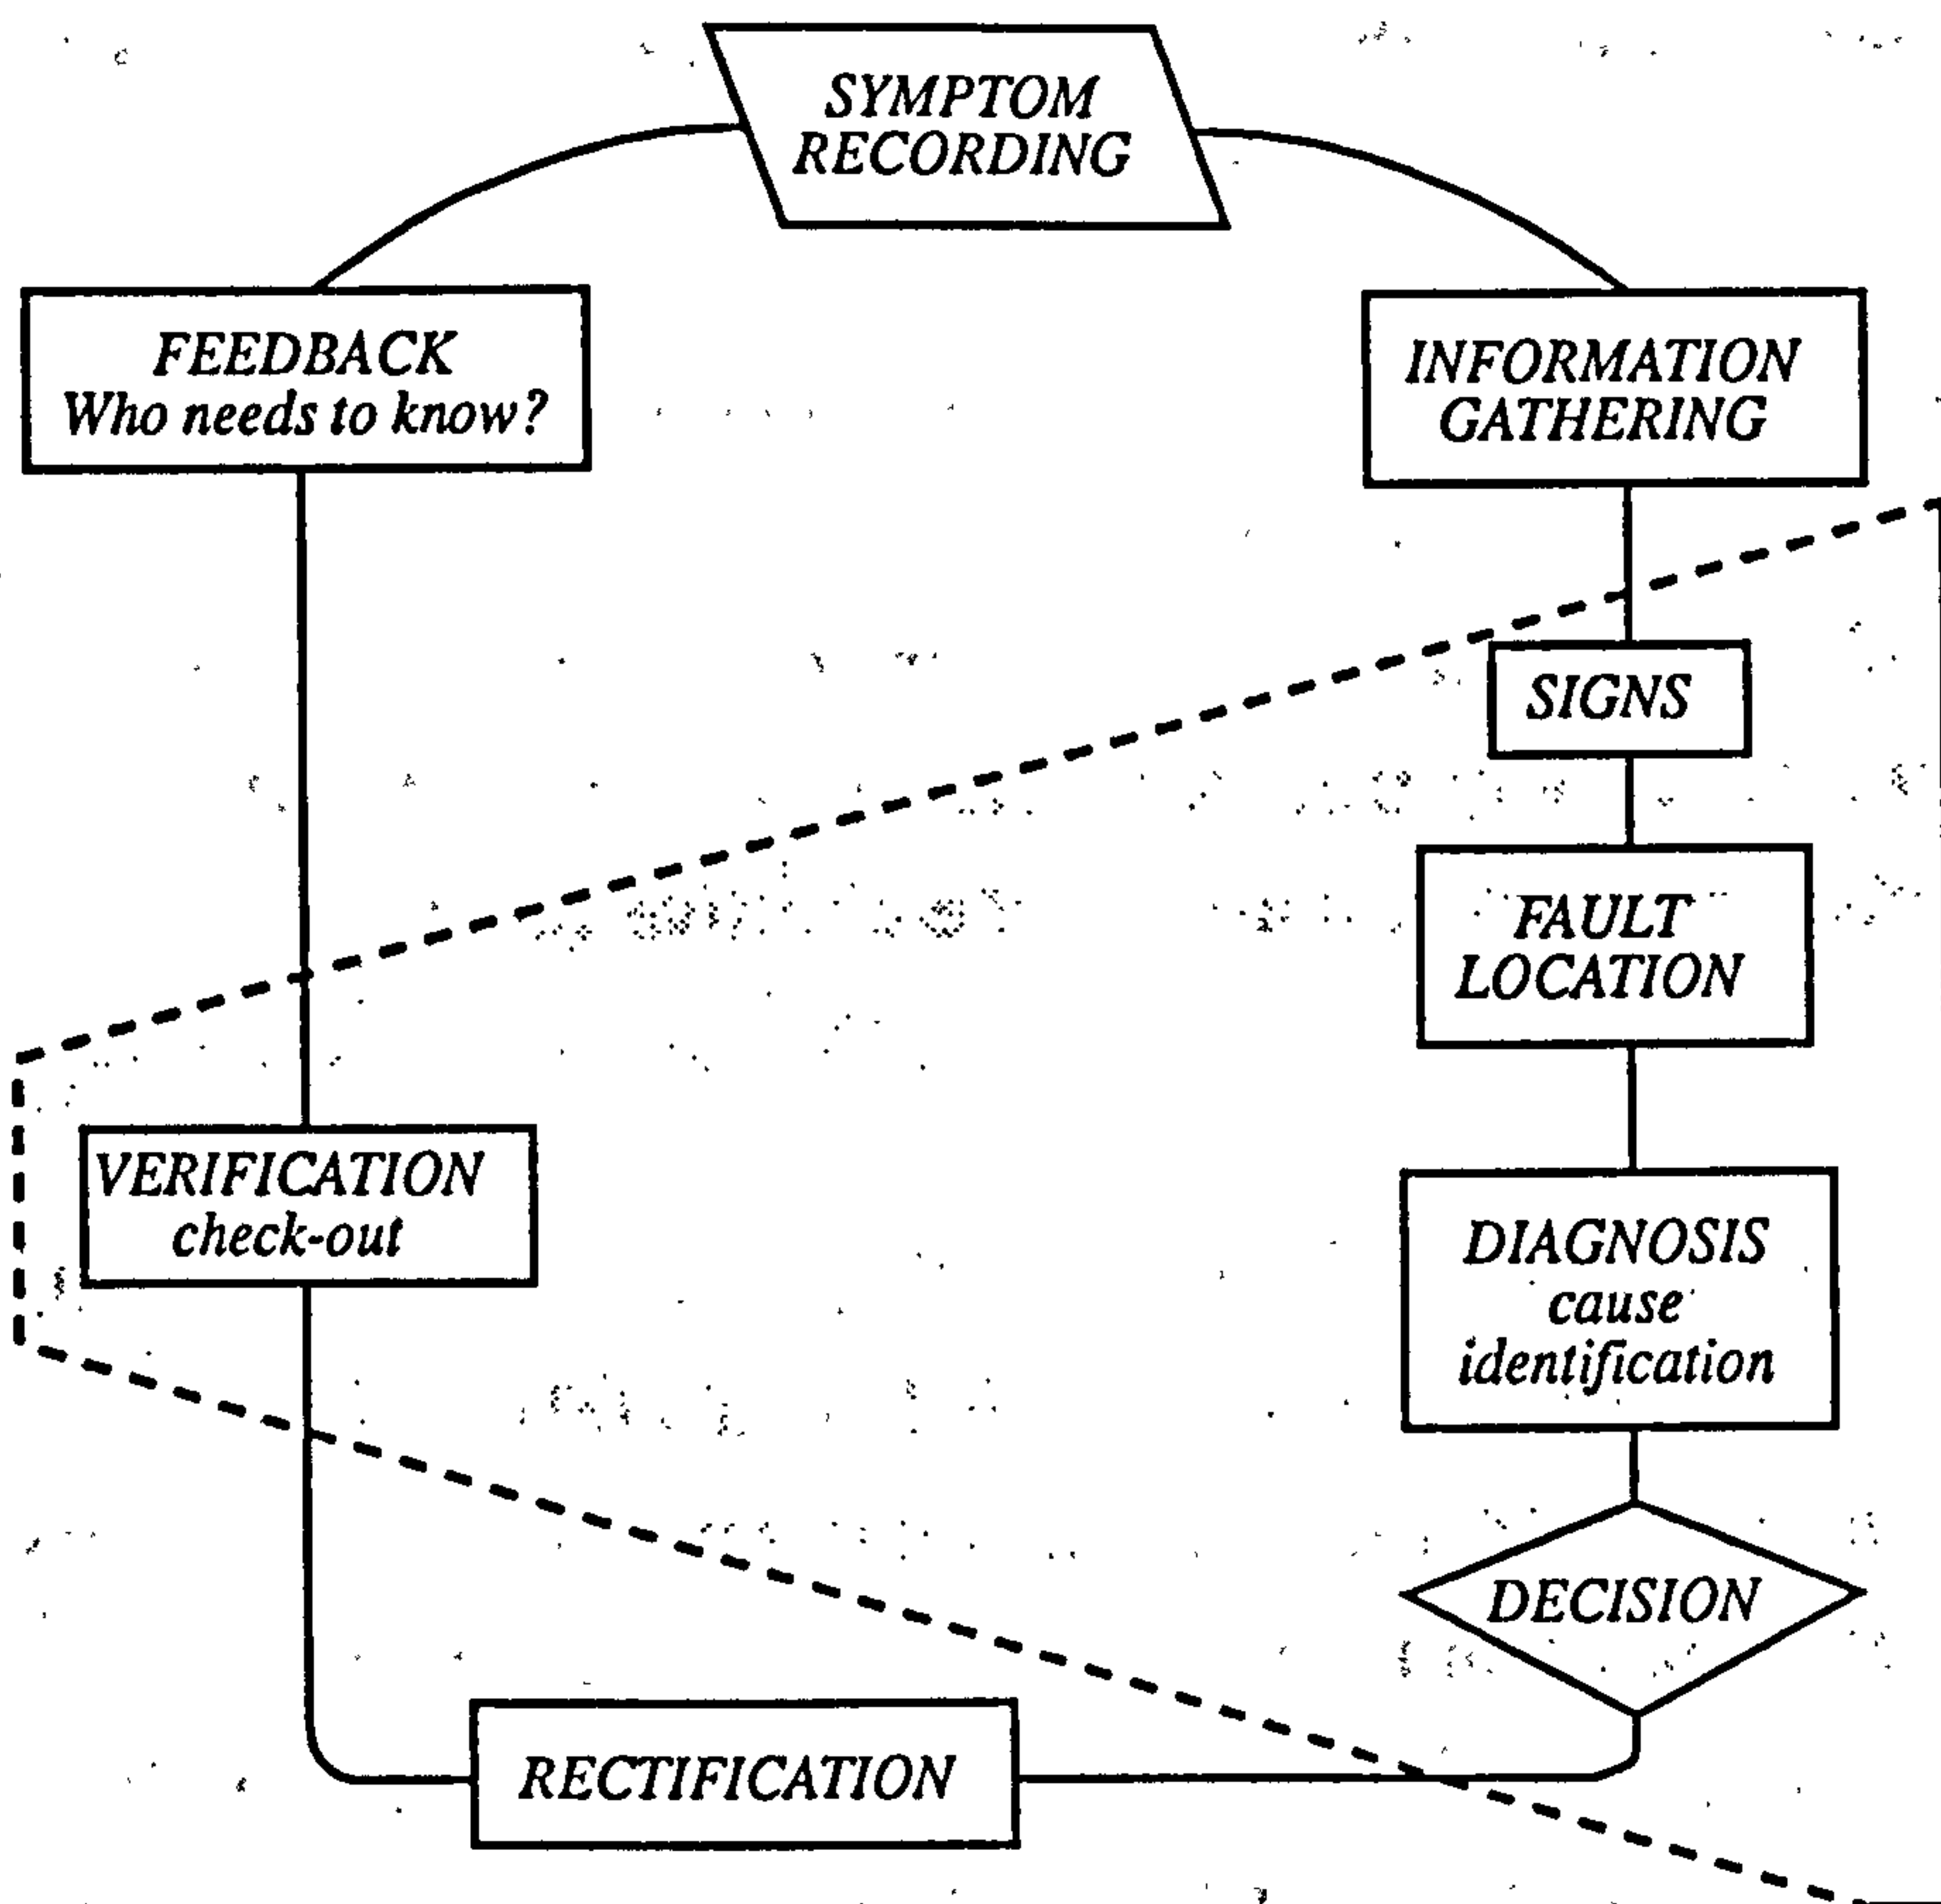 SYMPTOM
RECORDING
FEEDBACK
Who needs to know?
INFORMATION
GATHERING
SIGNS
FAULT
LOCATION
VERIFICATION
check-out
DIAGNOSIS
cause
identification
DECISION
RECTIFICATION